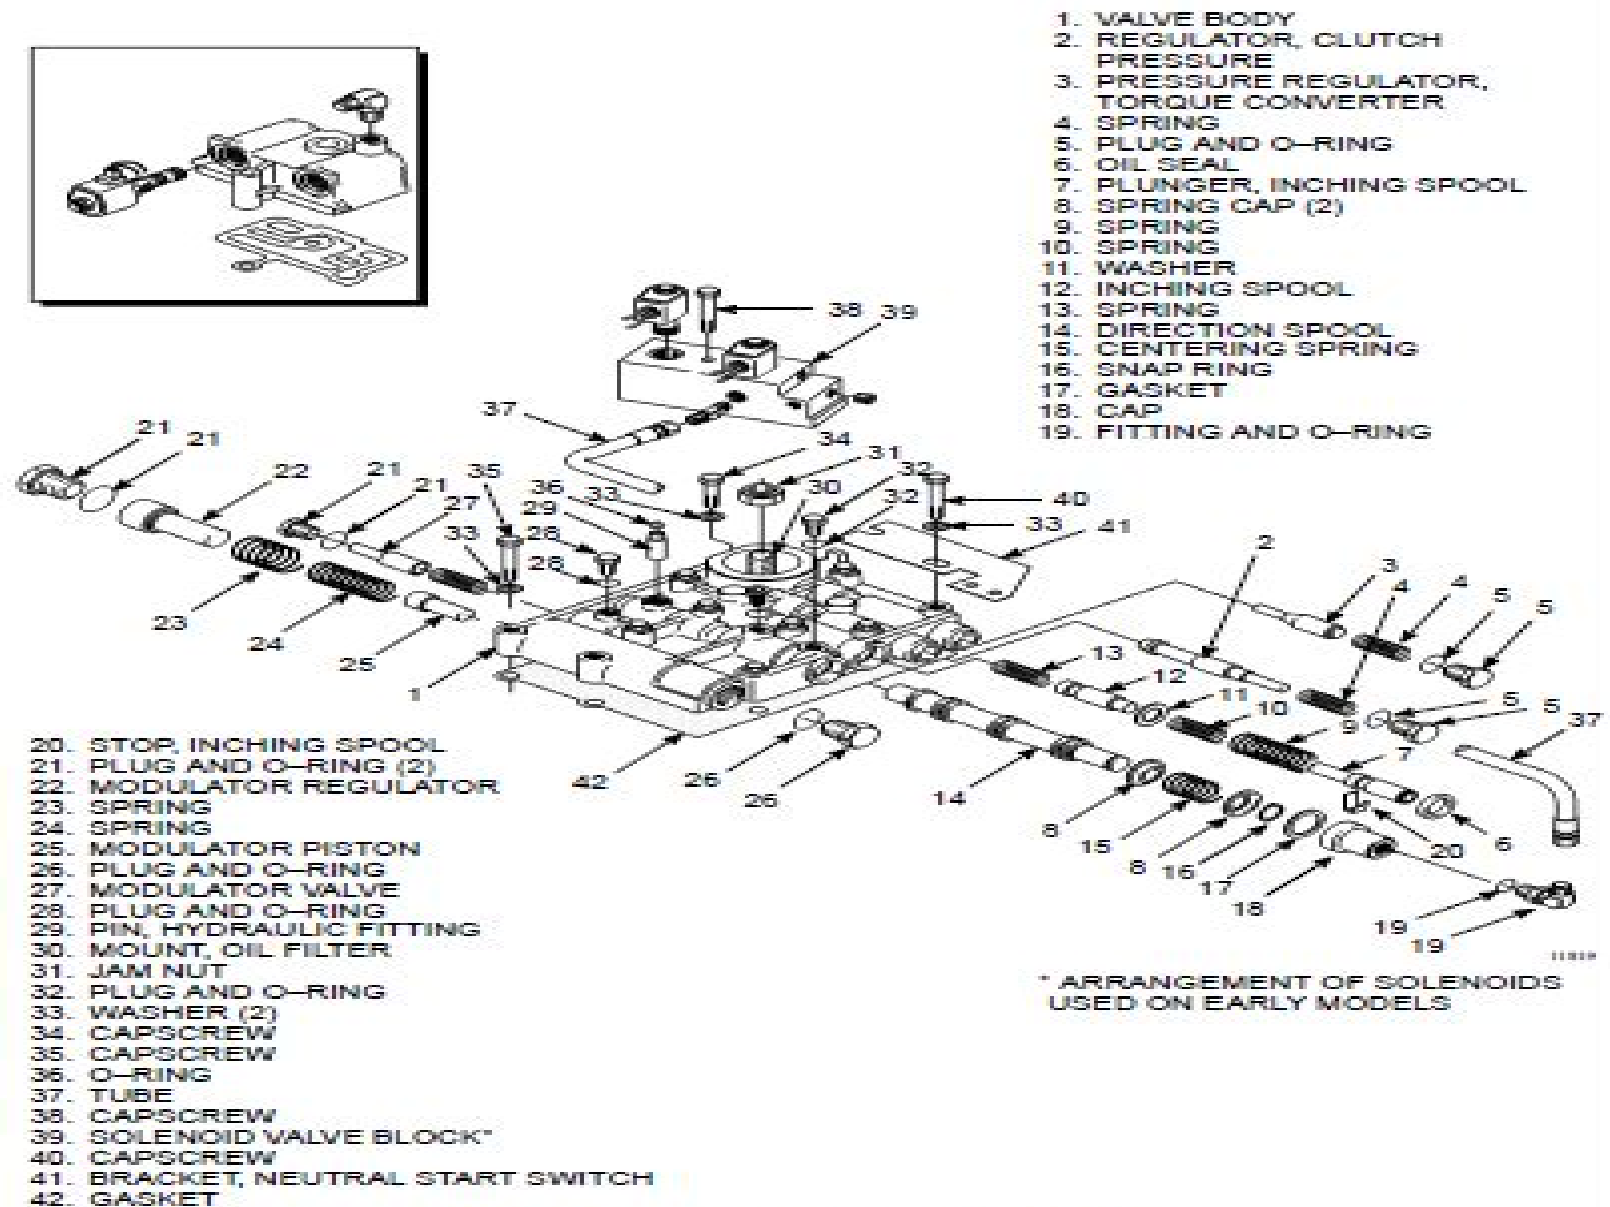 1. VALVE BODY
2. REGULATOR, CLUTCH
PRESSURE
3. PRESSURE REGULATOR,
TORQUE CONVERTER
4. SPRING
5. PLUG AND O–RING
6. OIL SEAL
7. PLUNGER, INCHING SPOOL
8. SPRING CAP (2)
9. SPRING
10. SPRING
11. WASHER
12. INCHING SPOOL
13. SPRING
14. DIRECTION SPOOL
15. CENTERING SPRING
16. SNAP RING
17. GASKET
18. CAP
19. FITTING AND O–RING
38 39
37
21 21 22 21 21 27 35 33 36 29 28 28 33 34 31 30 32 32 40 33 41
2 3 4 4 5 5
23 24 25 1
13 12 11 10 9 5 5 37 7
42 26 26 14 8 15 8 16 17 18 20 6 19 19
20. STOP, INCHING SPOOL
21. PLUG AND O–RING (2)
22. MODULATOR REGULATOR
23. SPRING
24. SPRING
25. MODULATOR PISTON
26. PLUG AND O–RING
27. MODULATOR VALVE
28. PLUG AND O–RING
29. PIN, HYDRAULIC FITTING
30. MOUNT, OIL FILTER
31. JAM NUT
32. PLUG AND O–RING
33. WASHER (2)
34. CAPSCREW
35. CAPSCREW
36. O–RING
37. TUBE
38. CAPSCREW
39. SOLENOID VALVE BLOCK*
40. CAPSCREW
41. BRACKET, NEUTRAL START SWITCH
42. GASKET
* ARRANGEMENT OF SOLENOIDS
USED ON EARLY MODELS